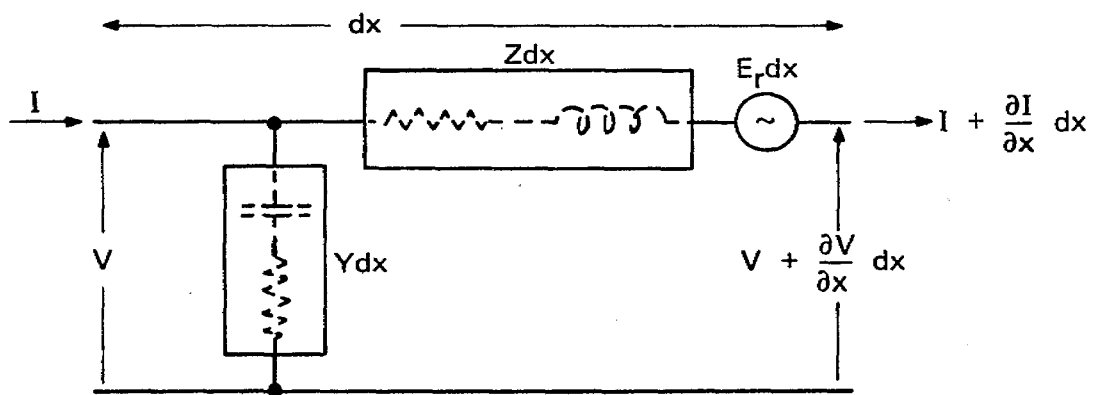 dx
Zdx
E_r dx
I
I + ∂I/∂x dx
~
V
Ydx
V + ∂V/∂x dx